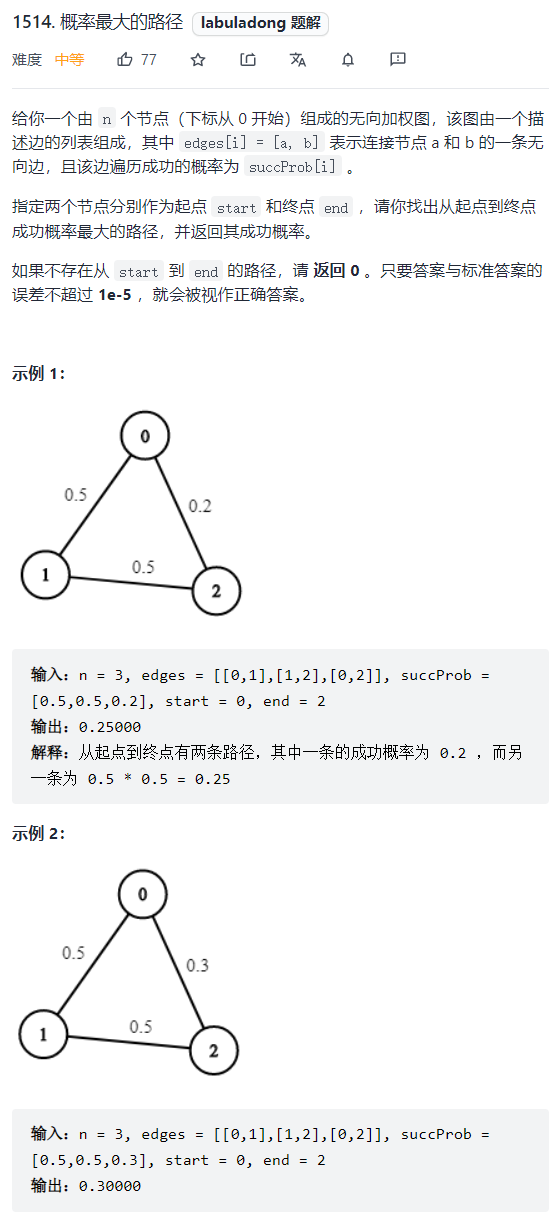 1514. 概率最大的路径 labuladong 题解
难度 中等 77
给你一个由 n 个节点（下标从 0 开始）组成的无向加权图，该图由一个描
述边的列表组成，其中 edges[i] = [a, b] 表示连接节点 a 和 b 的一条无
向边，且该边遍历成功的概率为 succProb[i] 。
指定两个节点分别作为起点 start 和终点 end ，请你找出从起点到终点
成功概率最大的路径，并返回其成功概率。
如果不存在从 start 到 end 的路径，请 返回 0 。只要答案与标准答案的
误差不超过 1e-5 ，就会被视作正确答案。
示例 1：
0
0.5
0.2
1
0.5
2
输入：n = 3, edges = [[0,1],[1,2],[0,2]], succProb =
[0.5,0.5,0.2], start = 0, end = 2
输出：0.25000
解释：从起点到终点有两条路径，其中一条的成功概率为 0.2 ，而另
一条为 0.5 * 0.5 = 0.25
示例 2：
0
0.5
0.3
1
0.5
2
输入：n = 3, edges = [[0,1],[1,2],[0,2]], succProb =
[0.5,0.5,0.3], start = 0, end = 2
输出：0.30000